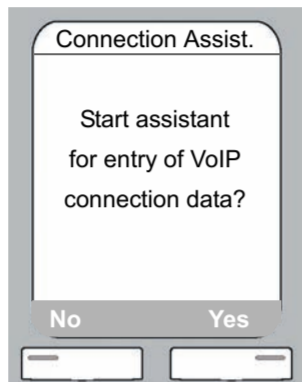 Connection Assist.
Start assistant
for entry of VoIP
connection data?
No Yes